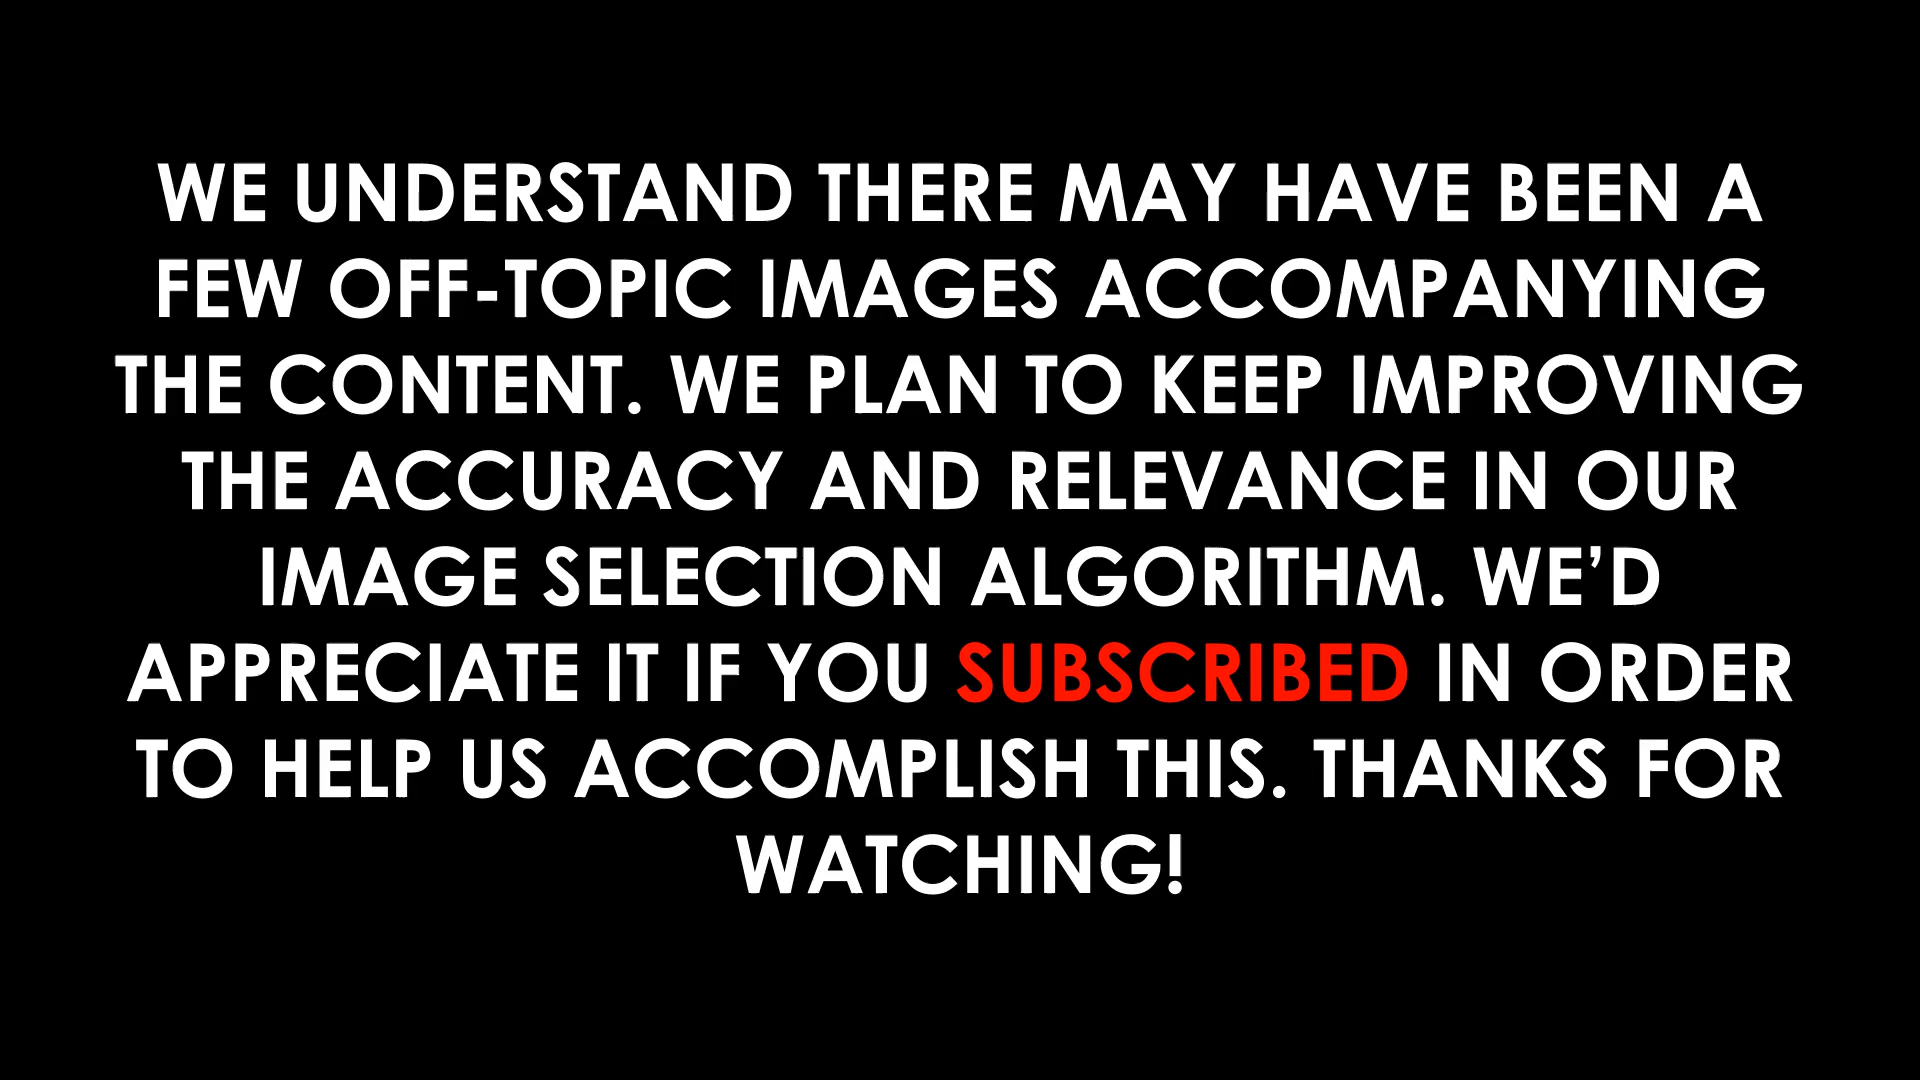 WE UNDERSTAND THERE MAY HAVE BEEN A
FEW OFF-TOPIC IMAGES ACCOMPANYING
THE CONTENT. WE PLAN TO KEEP IMPROVING
THE ACCURACY AND RELEVANCE IN OUR
IMAGE SELECTION ALGORITHM. WE’D
APPRECIATE IT IF YOU SUBSCRIBED IN ORDER
TO HELP US ACCOMPLISH THIS. THANKS FOR
WATCHING!